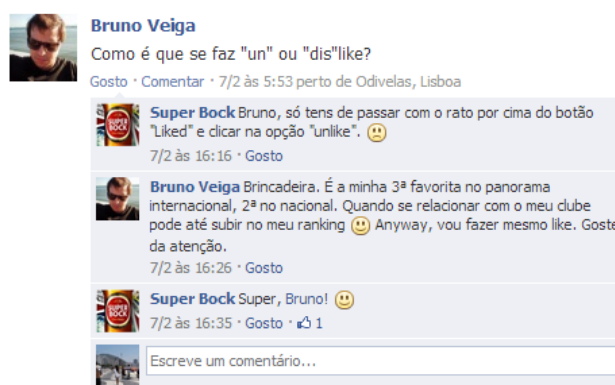 Bruno Veiga
Como é que se faz "un" ou "dis"like?
Gosto · Comentar · 7/2 às 5:53 perto de Odivelas, Lisboa
Super Bock Bruno, só tens de passar com o rato por cima do botão
"Liked" e clicar na opção "unlike".
7/2 às 16:16 · Gosto
Bruno Veiga Brincadeira. É a minha 3ª favorita no panorama
internacional, 2ª no nacional. Quando se relacionar com o meu clube
pode até subir no meu ranking Anyway, vou fazer mesmo like. Goste
da atenção.
7/2 às 16:26 · Gosto
Super Bock Super, Bruno!
7/2 às 16:35 · Gosto · 1
Escreve um comentário...
SUPER
BOCK
SUPER
BOCK